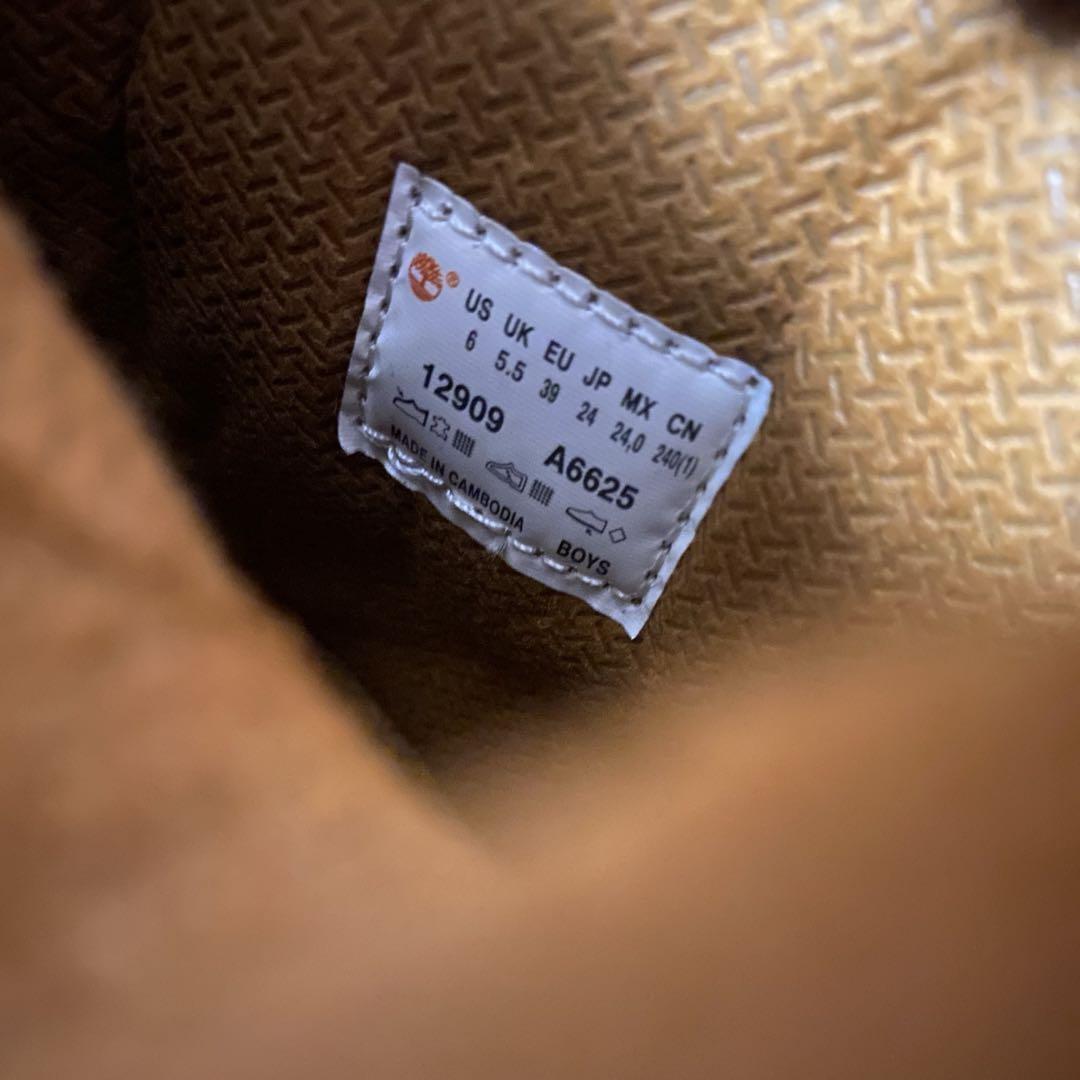 ® US UK EU JP MX CN
6 5.5 39 24 24,0 240(1)
12909 A6625
MADE IN CAMBODIA BOYS